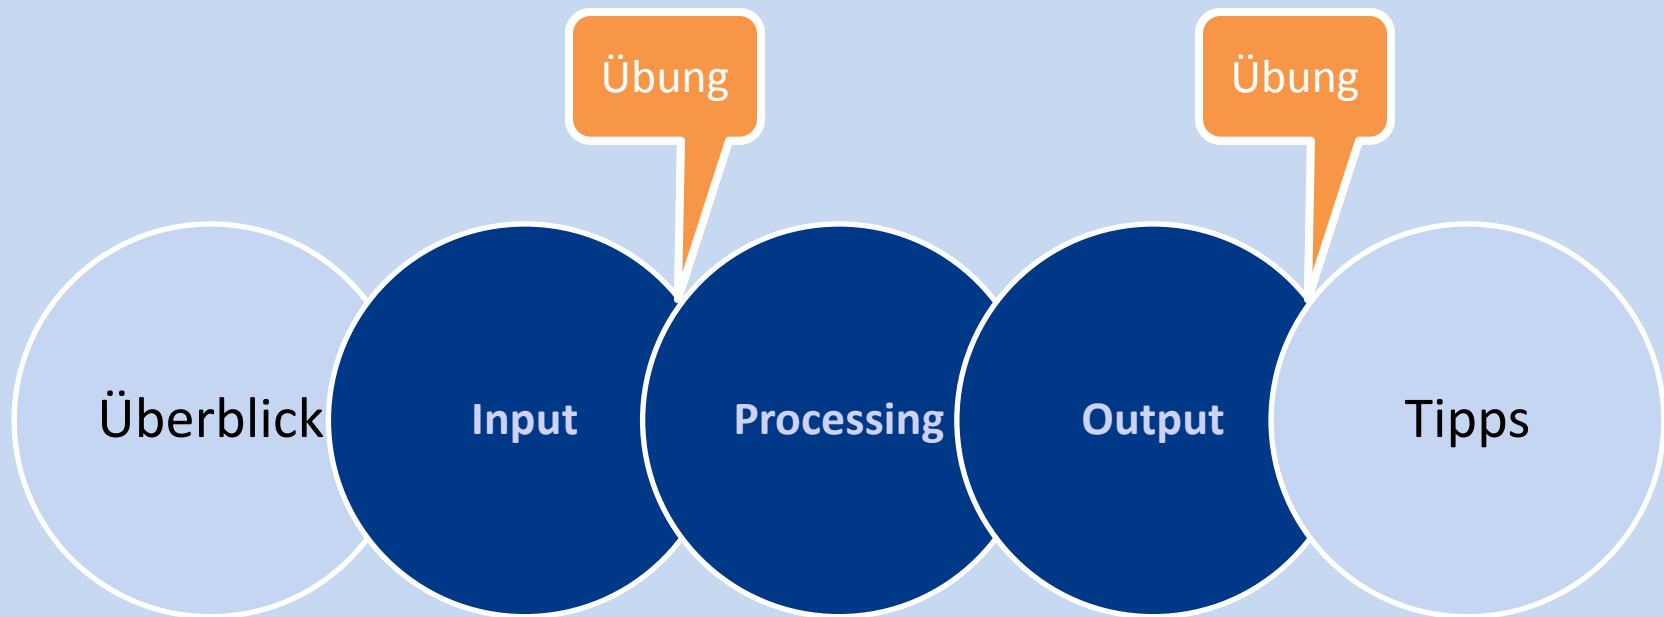 Übung
Übung
Überblick
Input
Processing
Output
Tipps